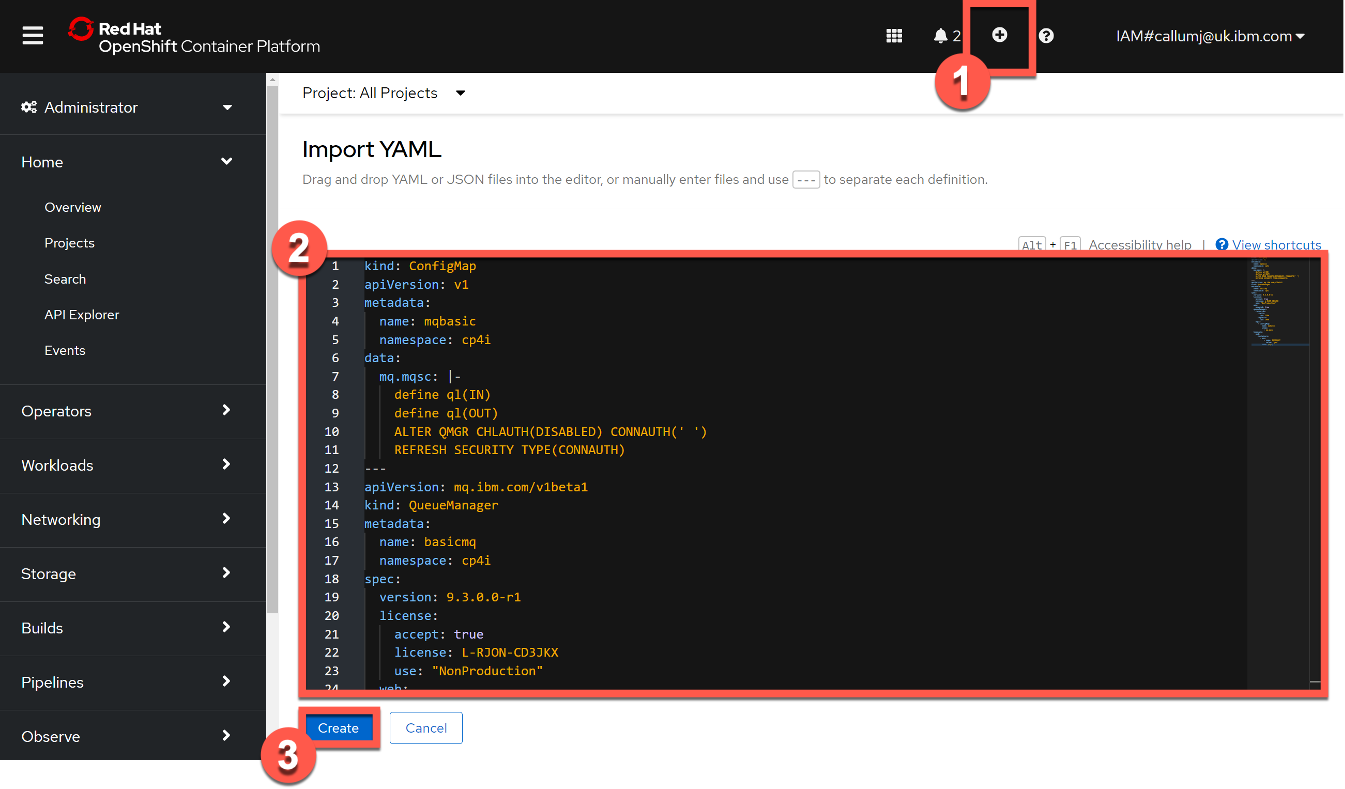 Red Hat
OpenShift Container Platform
2
IAM#callumj@uk.ibm.com
1
Administrator
Home
Overview
Projects
Search
API Explorer
Events
Operators
Workloads
Networking
Storage
Builds
Pipelines
Observe
Project: All Projects
Import YAML
Drag and drop YAML or JSON files into the editor, or manually enter files and use --- to separate each definition.
Alt + F1 Accessibility help | View shortcuts
2
1 kind: ConfigMap
2 apiVersion: v1
3 metadata:
4 name: mqbasic
5 namespace: cp4i
6 data:
7 mq.mqsc: |-
8 define ql(IN)
9 define ql(OUT)
10 ALTER QMGR CHLAUTH(DISABLED) CONNAUTH(' ')
11 REFRESH SECURITY TYPE(CONNAUTH)
12 ---
13 apiVersion: mq.ibm.com/v1beta1
14 kind: QueueManager
15 metadata:
16 name: basicmq
17 namespace: cp4i
18 spec:
19 version: 9.3.0.0-r1
20 license:
21 accept: true
22 license: L-RJON-CD3JKX
23 use: "NonProduction"
24 web:
Create Cancel
3